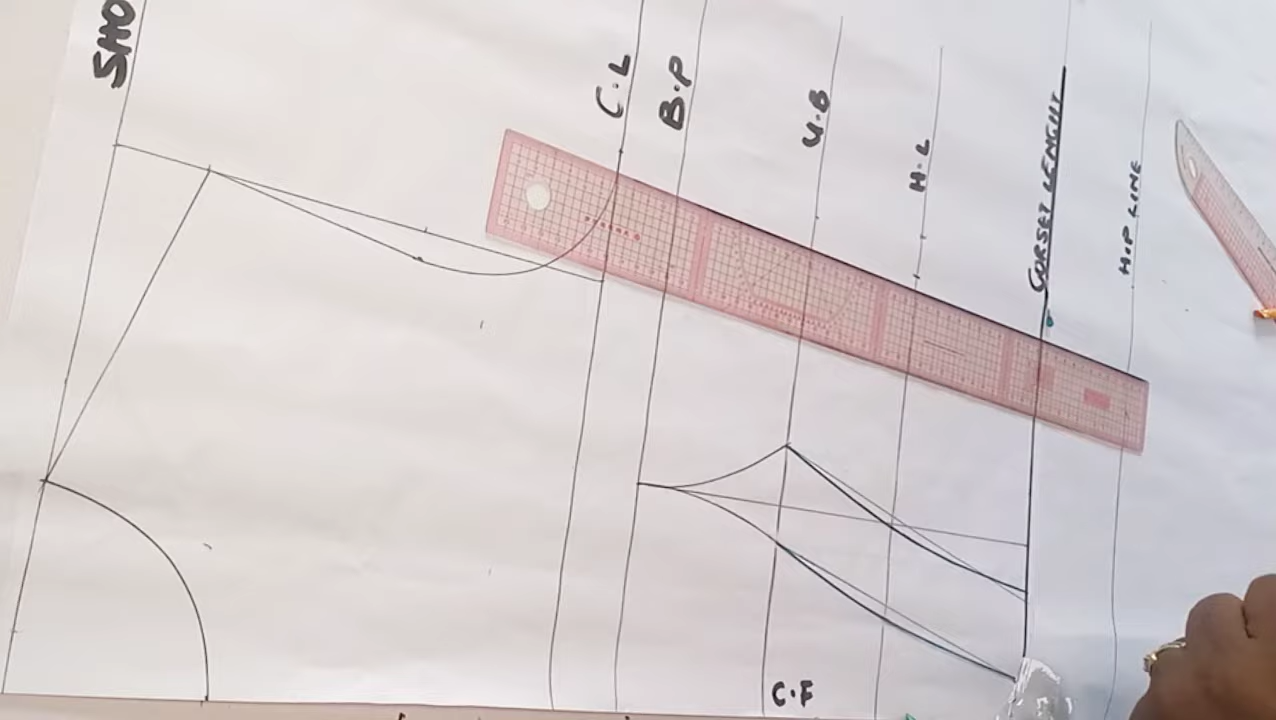 SHO
C.L
B.P
U.B
H.L
CORSET LENGHT
HIP LINE
C.F